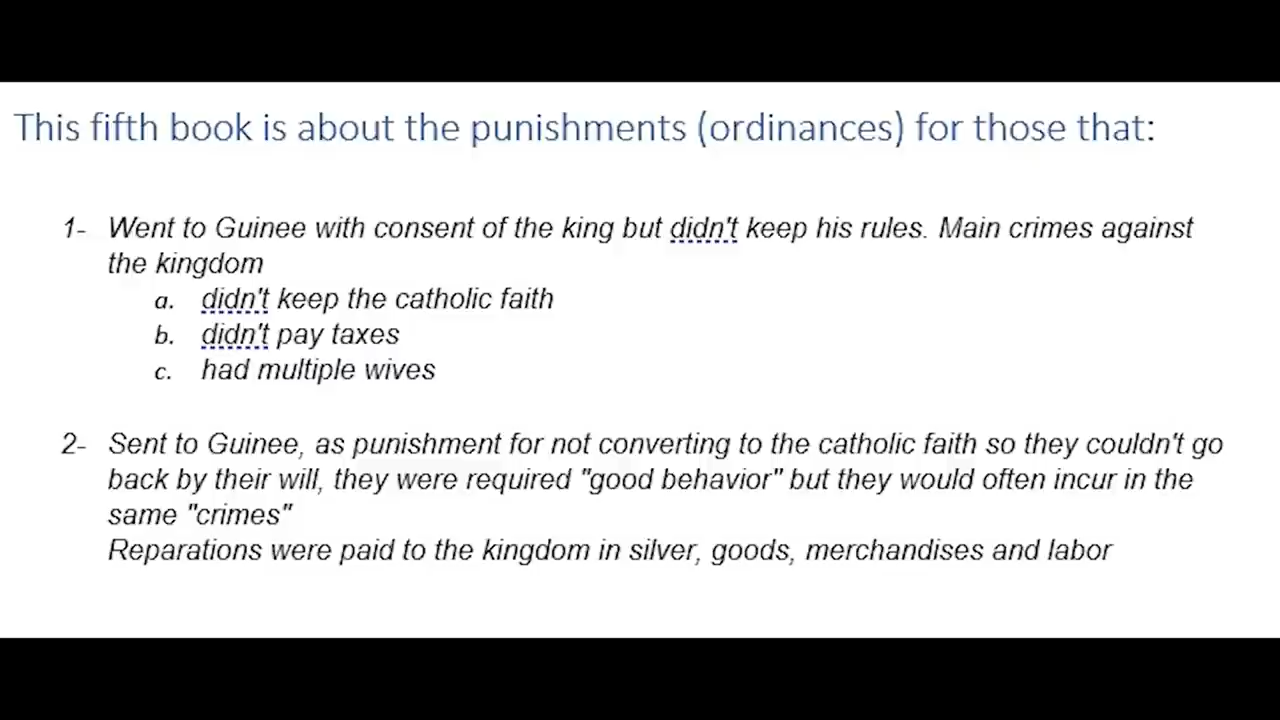 This fifth book is about the punishments (ordinances) for those that:
1- Went to Guinee with consent of the king but didn't keep his rules. Main crimes against
the kingdom
a. didn't keep the catholic faith
b. didn't pay taxes
c. had multiple wives
2- Sent to Guinee, as punishment for not converting to the catholic faith so they couldn't go
back by their will, they were required "good behavior" but they would often incur in the
same "crimes"
Reparations were paid to the kingdom in silver, goods, merchandises and labor